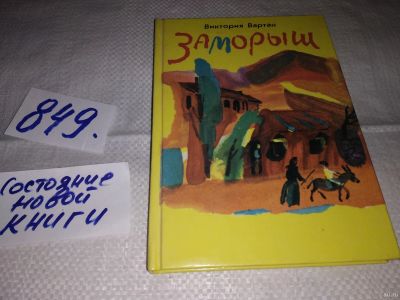 Виктория Вартан
ЗАМОРЫШ
849.
Состояние
новой
книги